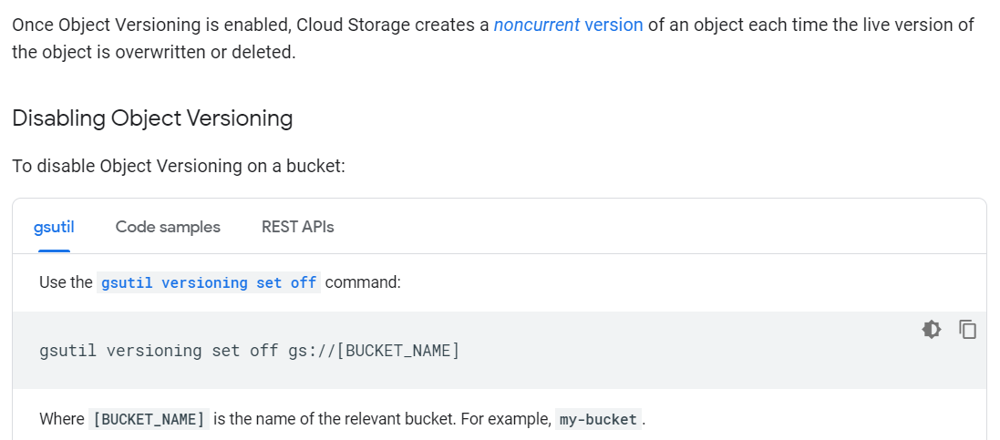 Once Object Versioning is enabled, Cloud Storage creates a noncurrent version of an object each time the live version of
the object is overwritten or deleted.
Disabling Object Versioning
To disable Object Versioning on a bucket:
gsutil Code samples REST APIs
Use the gsutil versioning set off command:
gsutil versioning set off gs://[BUCKET_NAME]
Where [BUCKET_NAME] is the name of the relevant bucket. For example, my-bucket.